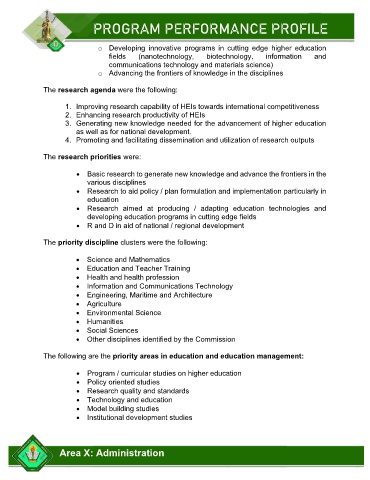 PROGRAM PERFORMANCE PROFILE
o Developing innovative programs in cutting edge higher education
fields (nanotechnology, biotechnology, information and
communications technology and materials science)
o Advancing the frontiers of knowledge in the disciplines
The research agenda were the following:
1. Improving research capability of HEIs towards international competitiveness
2. Enhancing research productivity of HEIs
3. Generating new knowledge needed for the advancement of higher education
as well as for national development.
4. Promoting and facilitating dissemination and utilization of research outputs
The research priorities were:
• Basic research to generate new knowledge and advance the frontiers in the
various disciplines
• Research to aid policy / plan formulation and implementation particularly in
education
• Research aimed at producing / adapting education technologies and
developing education programs in cutting edge fields
• R and D in aid of national / regional development
The priority discipline clusters were the following:
• Science and Mathematics
• Education and Teacher Training
• Health and health profession
• Information and Communications Technology
• Engineering, Maritime and Architecture
• Agriculture
• Environmental Science
• Humanities
• Social Sciences
• Other disciplines identified by the Commission
The following are the priority areas in education and education management:
• Program / curricular studies on higher education
• Policy oriented studies
• Research quality and standards
• Technology and education
• Model building studies
• Institutional development studies
Area X: Administration